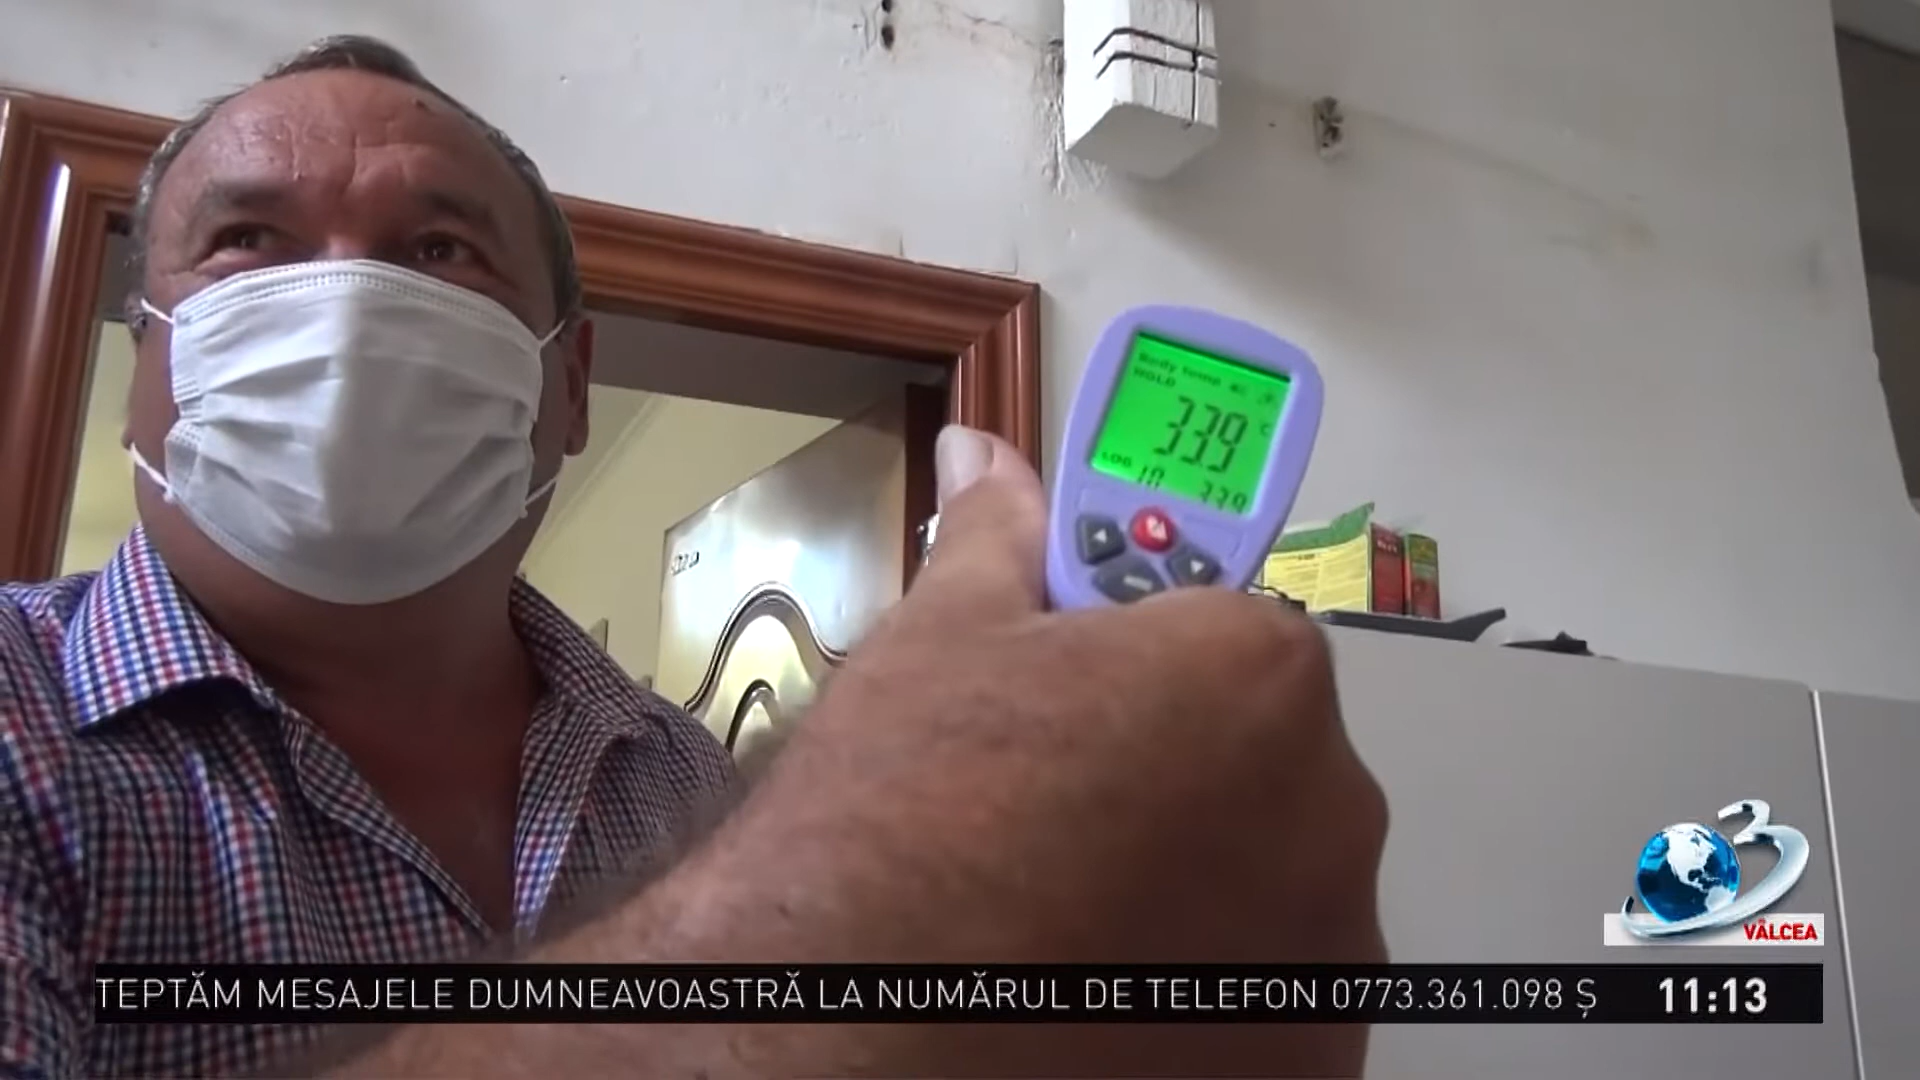 Body temp
HOLD
33.9
°C
LOG
33.9
3
VÂLCEA
TEPTĂM MESAJELE DUMNEAVOASTRĂ LA NUMĂRUL DE TELEFON 0773.361.098 Ș
11:13